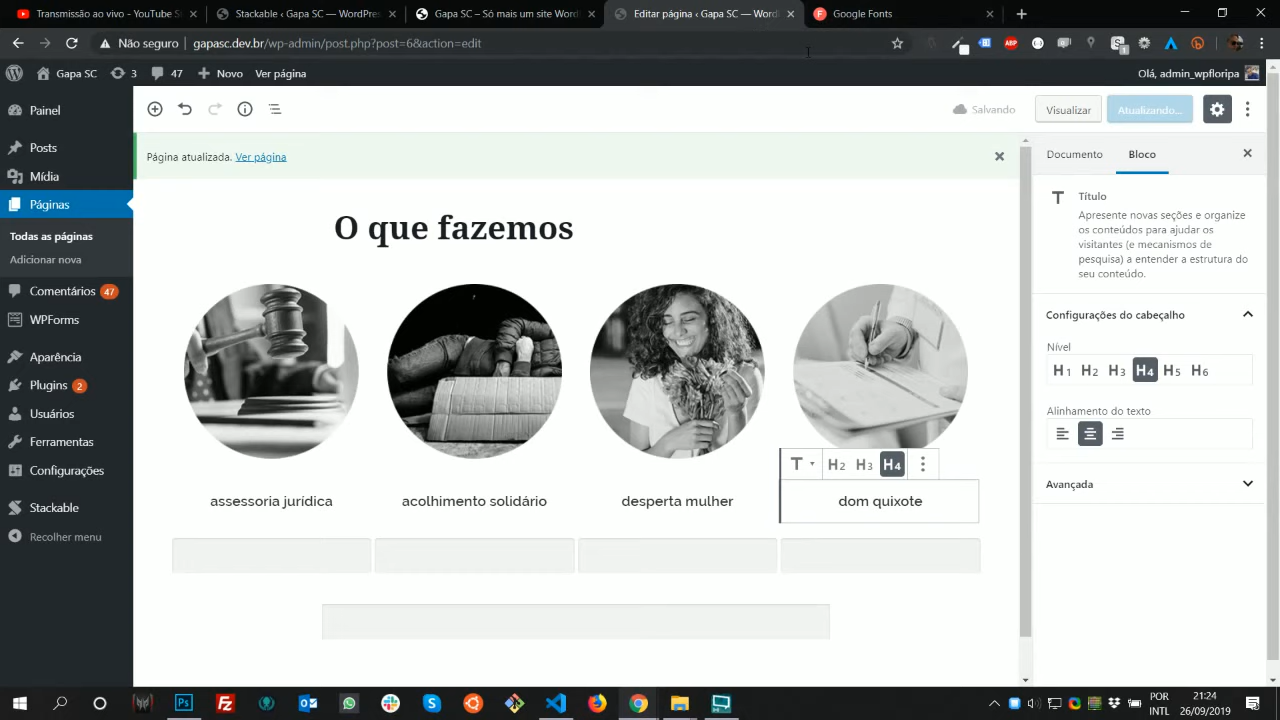 Transmissão ao vivo - YouTube S
Stackable ‹ Gapa SC — WordPre
Gapa SC – Só mais um site Word
Editar página ‹ Gapa SC — Word
Google Fonts
Não seguro
gapasc.dev.br/wp-admin/post.php?post=6&action=edit
ABP
Gapa SC
3
47
Novo
Ver página
Olá, admin_wpfloripa
Painel
Posts
Mídia
Páginas
Todas as páginas
Adicionar nova
Comentários 47
WPForms
Aparência
Plugins 2
Usuários
Ferramentas
Configurações
Stackable
Recolher menu
Salvando
Visualizar
Atualizando...
Página atualizada. Ver página
O que fazemos
T H2 H3 H4
assessoria jurídica
acolhimento solidário
desperta mulher
dom quixote
Documento
Bloco
Título
Apresente novas seções e organize
os conteúdos para ajudar os
visitantes (e mecanismos de
pesquisa) a entender a estrutura do
seu conteúdo.
Configurações do cabeçalho
Nível
H1 H2 H3 H4 H5 H6
Alinhamento do texto
Avançada
POR
INTL
21:24
26/09/2019